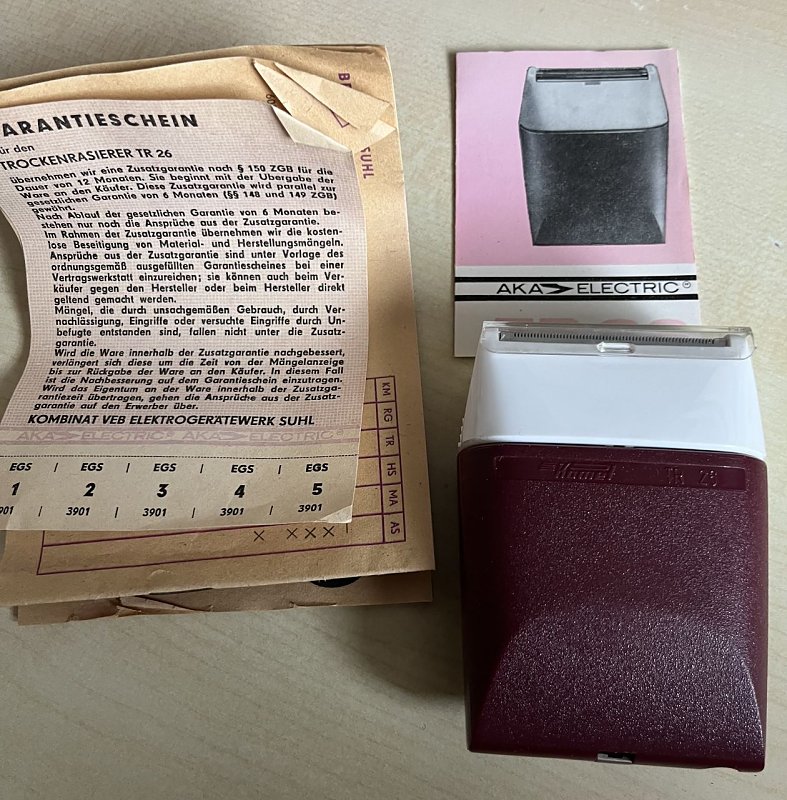 ARANTIESCHEIN
ür den
TROCKENRASIERER TR 26
übernehmen wir eine Zusatzgarantie nach § 150 ZGB für die
Dauer von 12 Monaten. Sie beginnt mit der Übergabe der
Ware an den Käufer. Diese Zusatzgarantie wird parallel zur
gesetzlichen Garantie von 6 Monaten (§§ 148 und 149 ZGB)
gewährt.
Nach Ablauf der gesetzlichen Garantie von 6 Monaten be-
stehen nur noch die Ansprüche aus der Zusatzgarantie.
Im Rahmen der Zusatzgarantie übernehmen wir die kosten-
lose Beseitigung von Material- und Herstellungsmängeln.
Ansprüche aus der Zusatzgarantie sind unter Vorlage des
ordnungsgemäß ausgefüllten Garantiescheines bei einer
Vertragswerkstatt einzureichen; sie können auch beim Ver-
käufer gegen den Hersteller oder beim Hersteller direkt
geltend gemacht werden.
Mängel, die durch unsachgemäßen Gebrauch, durch Ver-
nachlässigung, Eingriffe oder versuchte Eingriffe durch Un-
befugte entstanden sind, fallen nicht unter die Zusatz-
garantie.
Wird die Ware innerhalb der Zusatzgarantie nachgebessert,
verlängert sich diese um die Zeit von der Mängelanzeige
bis zur Rückgabe der Ware an den Käufer. In diesem Fall
ist die Nachbesserung auf dem Garantieschein einzutragen.
Wird das Eigentum an der Ware innerhalb der Zusatzga-
rantiezeit übertragen, gehen die Ansprüche aus der Zusatz-
garantie auf den Erwerber über.
KOMBINAT VEB ELEKTROGERÄTEWERK SUHL
AKA ELECTRIC AKA ELECTRIC
EGS | EGS | EGS | EGS | EGS
1 2 3 4 5
901 | 3901 | 3901 | 3901 | 3901
SUHL
KM RG TR HS MA AS
× × × ×
AKA ELECTRIC
Komet TR 26